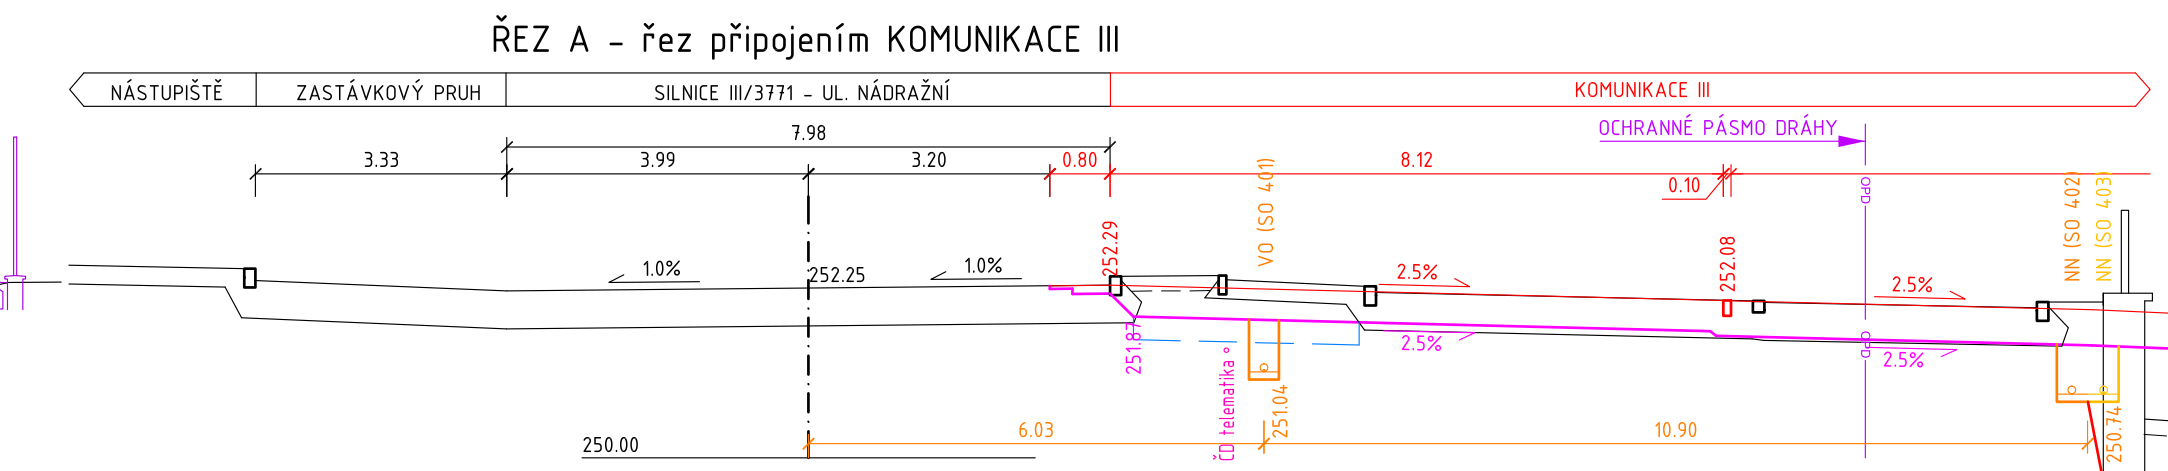 ŘEZ A - řez připojením KOMUNIKACE III
NÁSTUPIŠTĚ
ZASTÁVKOVÝ PRUH
SILNICE III/3771 - UL. NÁDRAŽNÍ
KOMUNIKACE III
OCHRANNÉ PÁSMO DRÁHY
7.98
3.33
3.99
3.20
0.80
8.12
0.10
OPD
VO (SO 401)
NN (SO 402)
NN (SO 403)
252.29
252.08
1.0%
252.25
1.0%
2.5%
2.5%
251.87
2.5%
OPD
2.5%
ČD telematika °
251.04
250.74
250.00
6.03
10.90